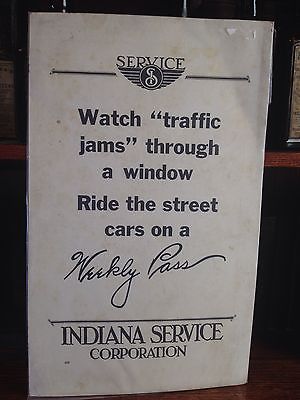 SERVICE
Watch "traffic
jams" through
a window
Ride the street
cars on a
Weekly Pass
INDIANA SERVICE
CORPORATION